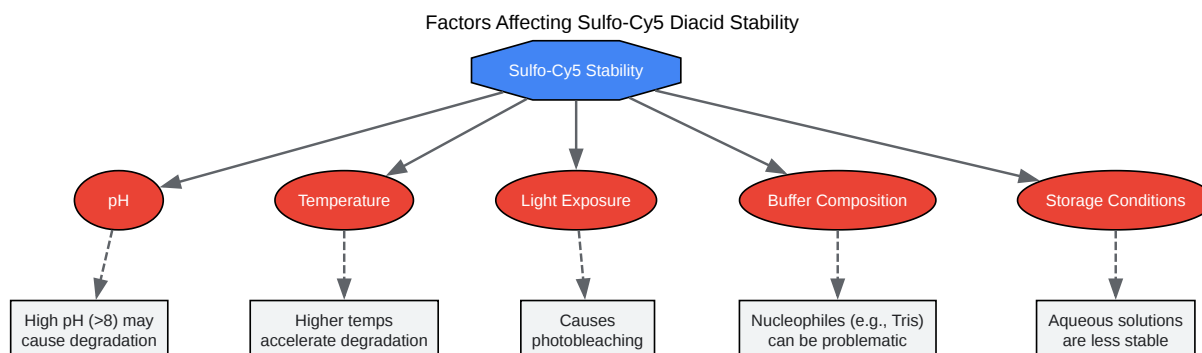 Factors Affecting Sulfo-Cy5 Diacid Stability
Sulfo-Cy5 Stability
pH
Temperature
Light Exposure
Buffer Composition
Storage Conditions
High pH (>8) may
cause degradation
Higher temps
accelerate degradation
Causes
photobleaching
Nucleophiles (e.g., Tris)
can be problematic
Aqueous solutions
are less stable